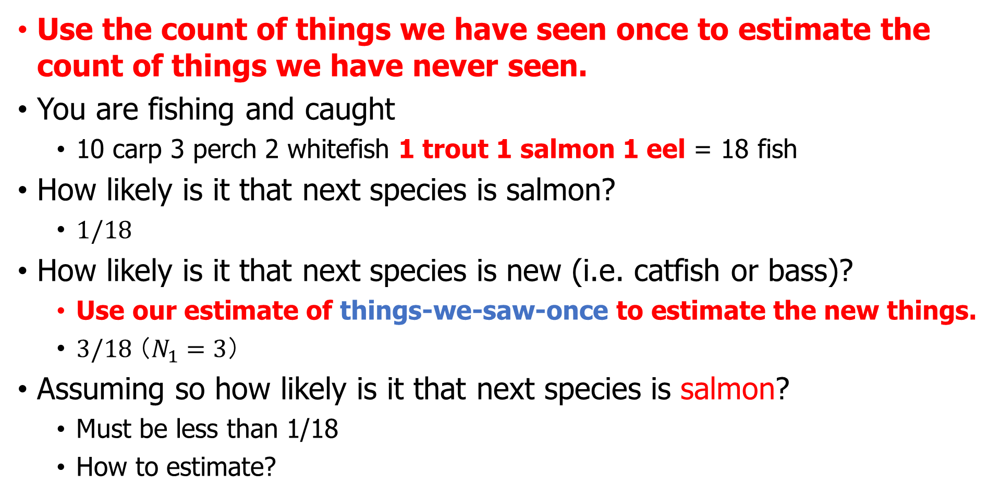 • Use the count of things we have seen once to estimate the
count of things we have never seen.
• You are fishing and caught
• 10 carp 3 perch 2 whitefish 1 trout 1 salmon 1 eel = 18 fish
• How likely is it that next species is salmon?
• 1/18
• How likely is it that next species is new (i.e. catfish or bass)?
• Use our estimate of things-we-saw-once to estimate the new things.
• 3/18（N₁ = 3）
• Assuming so how likely is it that next species is salmon?
• Must be less than 1/18
• How to estimate?